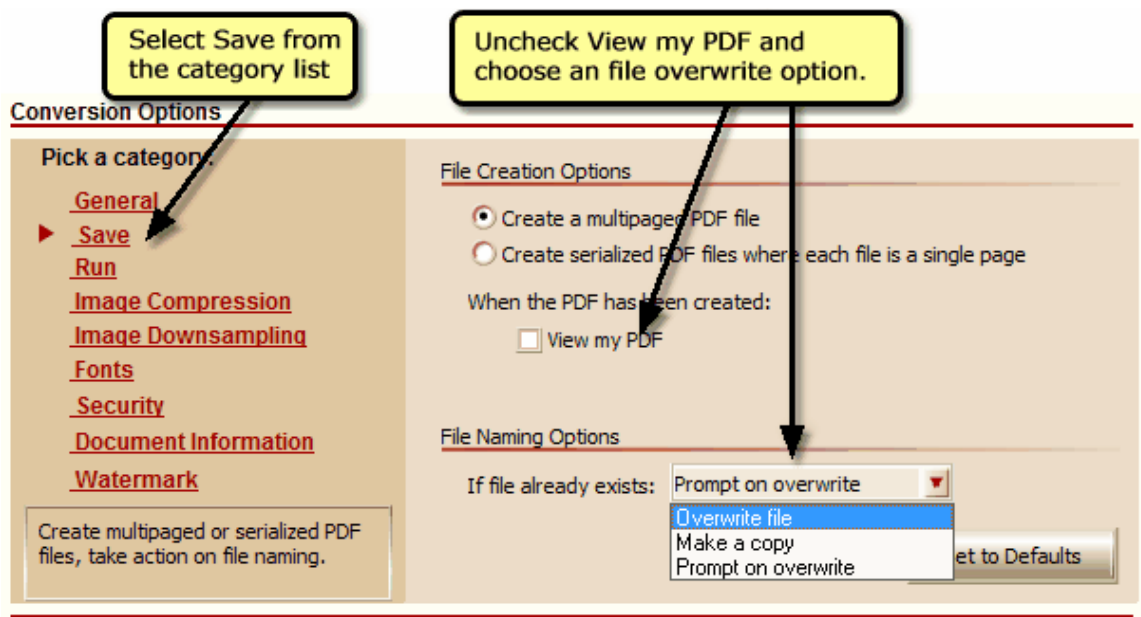 Select Save from
the category list
Uncheck View my PDF and
choose an file overwrite option.
Conversion Options
Pick a category:
General
Save
Run
Image Compression
Image Downsampling
Fonts
Security
Document Information
Watermark
Create multipaged or serialized PDF
files, take action on file naming.
File Creation Options
Create a multipaged PDF file
Create serialized PDF files where each file is a single page
When the PDF has been created:
View my PDF
File Naming Options
If file already exists: Prompt on overwrite
Overwrite file
Make a copy
Prompt on overwrite
et to Defaults